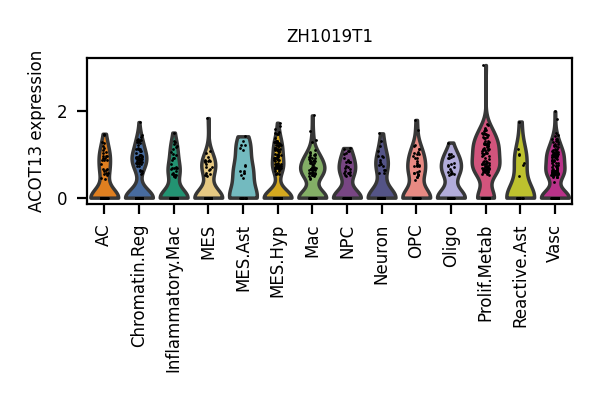 ZH1019T1
ACOT13 expression
2
0
AC
Chromatin.Reg
Inflammatory.Mac
MES
MES.Ast
MES.Hyp
Mac
NPC
Neuron
OPC
Oligo
Prolif.Metab
Reactive.Ast
Vasc